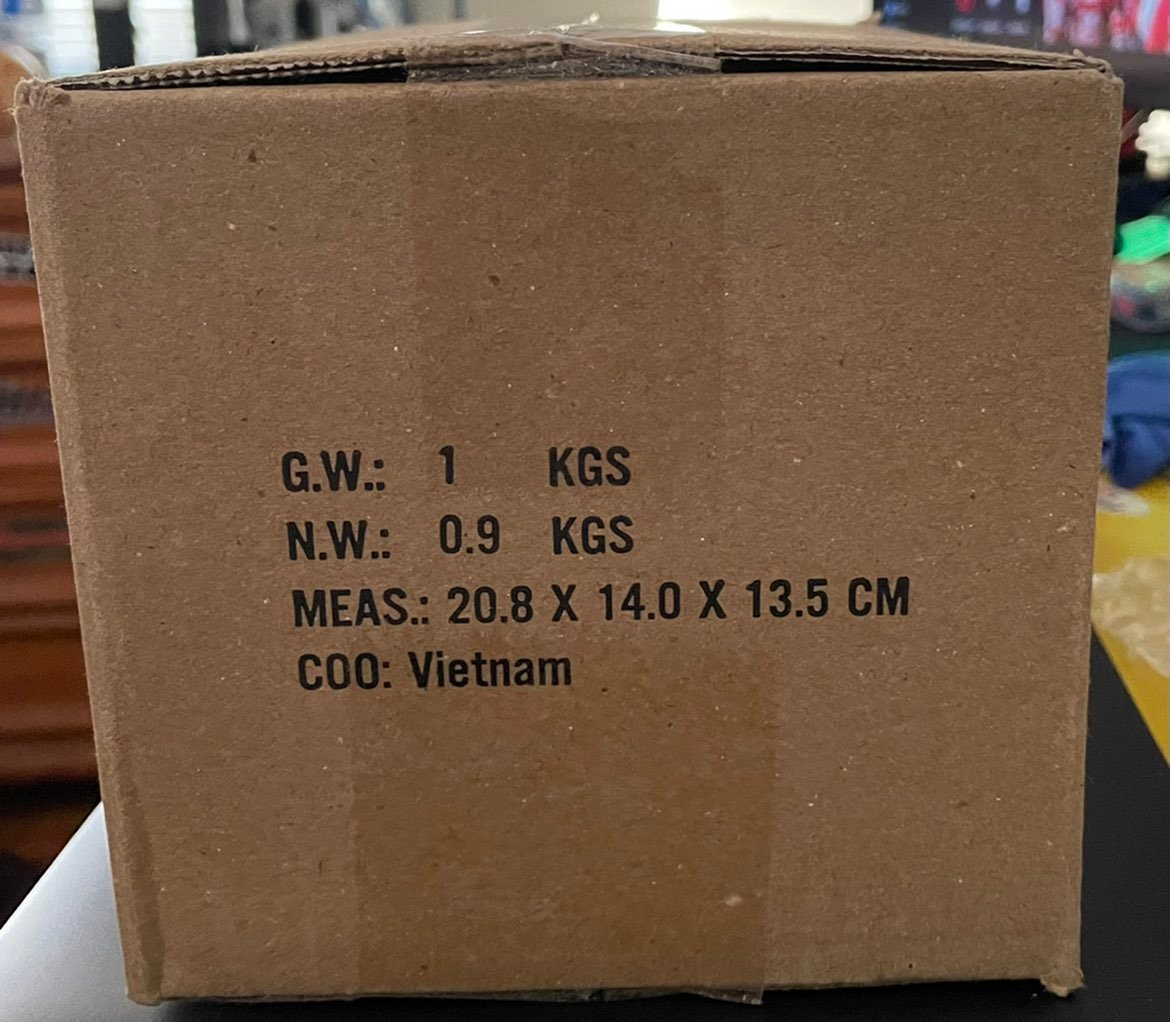 G.W.: 1 KGS
N.W.: 0.9 KGS
MEAS.: 20.8 X 14.0 X 13.5 CM
COO: Vietnam